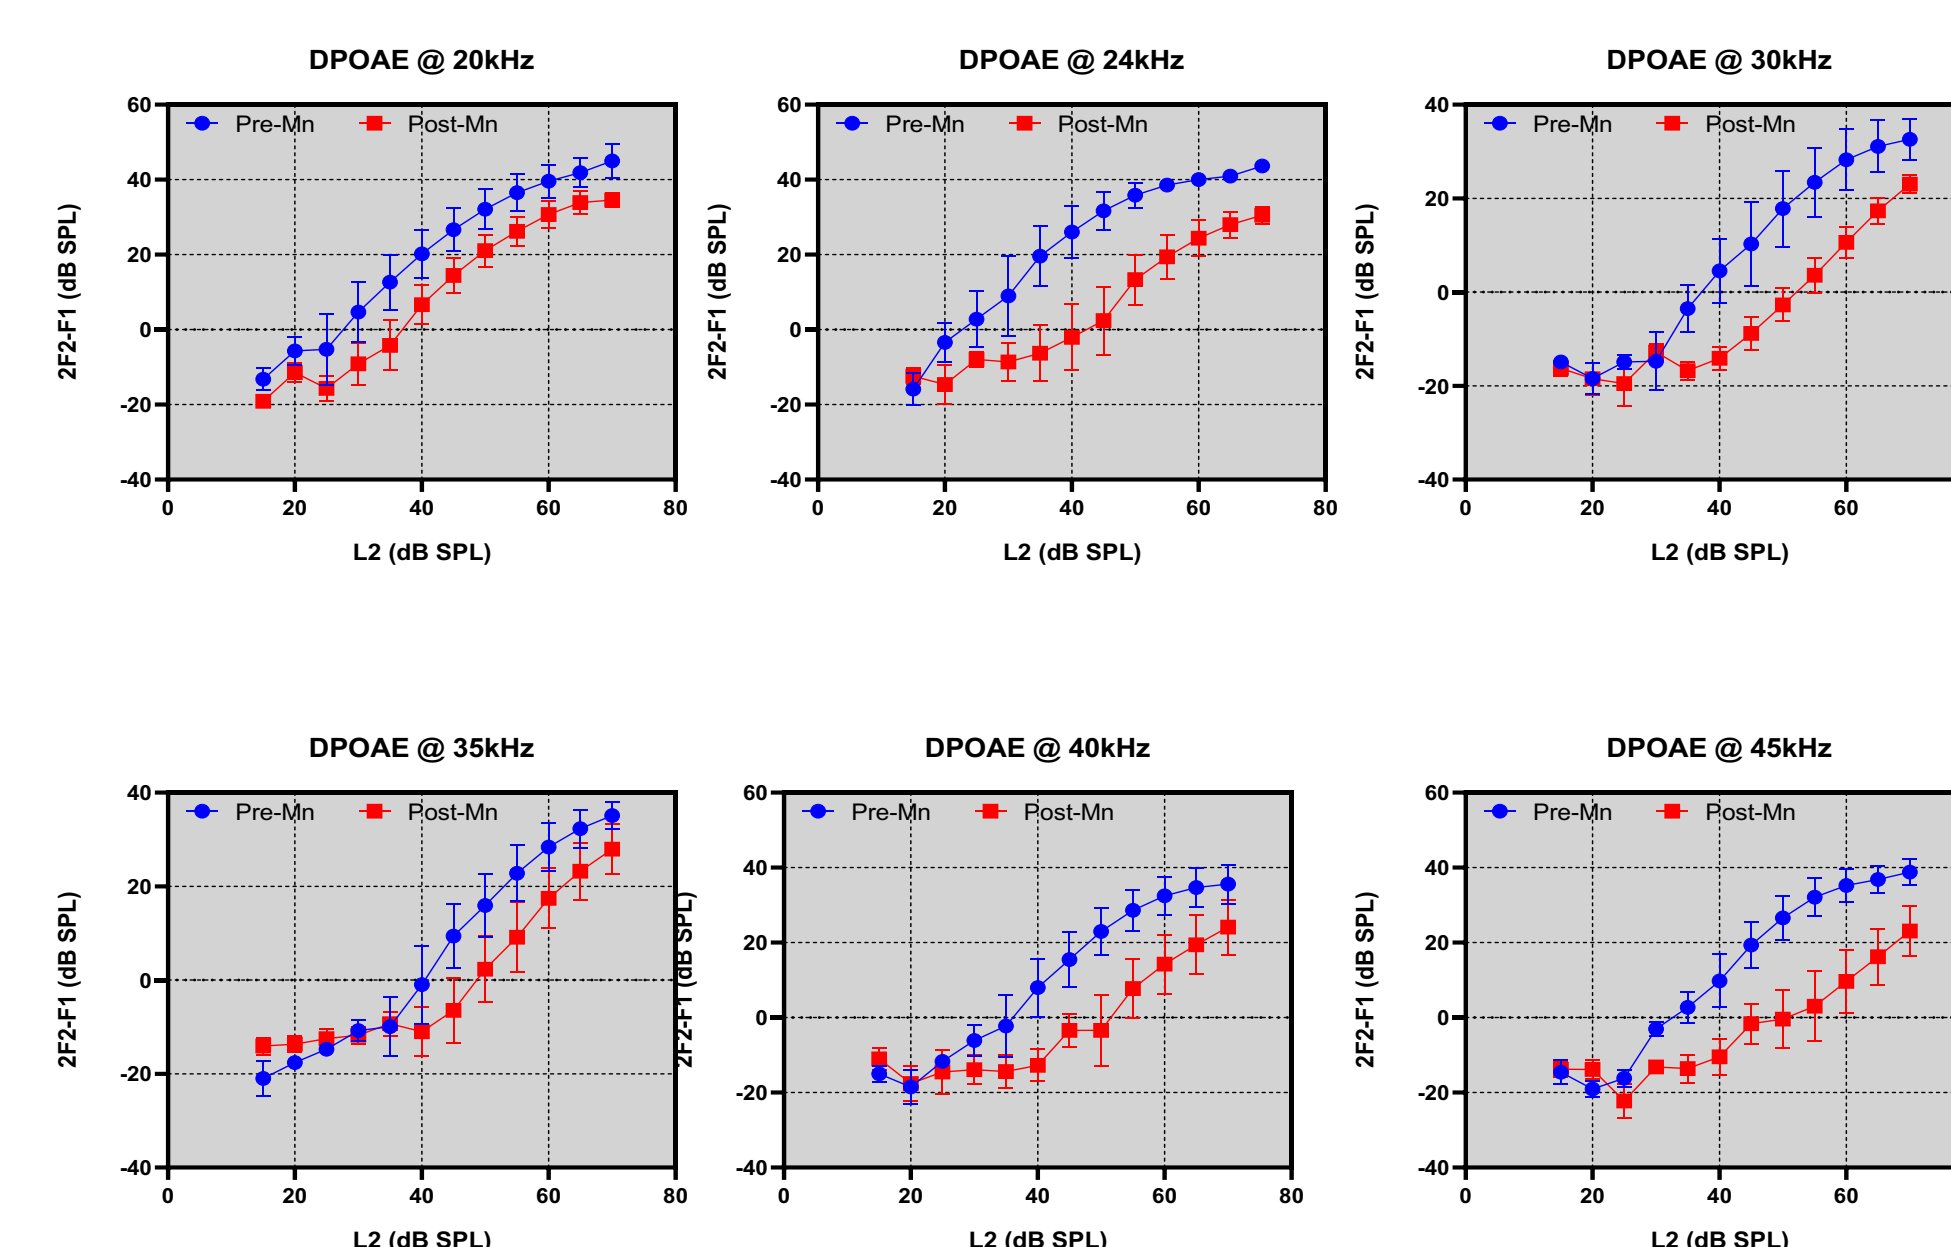 DPOAE @ 20kHz
Pre-Mn Post-Mn
60
40
20
0
-20
-40
0 20 40 60 80
2F2-F1 (dB SPL)
L2 (dB SPL)
DPOAE @ 24kHz
Pre-Mn Post-Mn
60
40
20
0
-20
-40
0 20 40 60 80
2F2-F1 (dB SPL)
L2 (dB SPL)
DPOAE @ 30kHz
Pre-Mn Post-Mn
40
20
0
-20
-40
0 20 40 60
2F2-F1 (dB SPL)
L2 (dB SPL)
DPOAE @ 35kHz
Pre-Mn Post-Mn
40
20
0
-20
-40
0 20 40 60 80
2F2-F1 (dB SPL)
L2 (dB SPL)
DPOAE @ 40kHz
Pre-Mn Post-Mn
60
40
20
0
-20
-40
0 20 40 60 80
2F2-F1 (dB SPL)
L2 (dB SPL)
DPOAE @ 45kHz
Pre-Mn Post-Mn
60
40
20
0
-20
-40
0 20 40 60
2F2-F1 (dB SPL)
L2 (dB SPL)